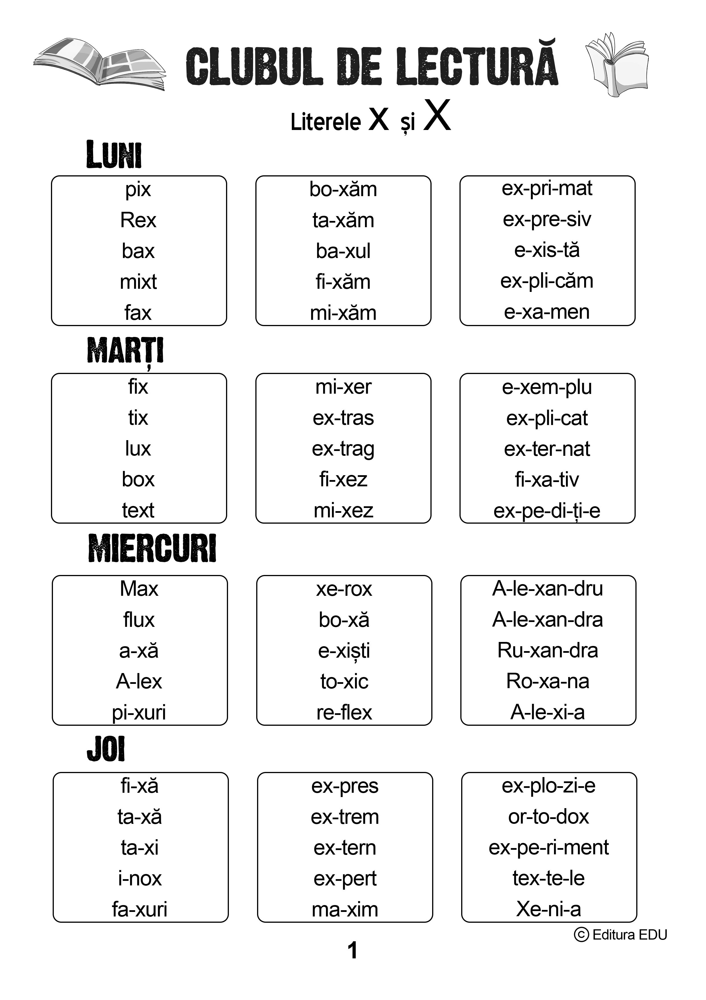 CLUBUL DE LECTURĂ
Literele x și X
LUNI
pix
Rex
bax
mixt
fax
bo-xăm
ta-xăm
ba-xul
fi-xăm
mi-xăm
ex-pri-mat
ex-pre-siv
e-xis-tă
ex-pli-căm
e-xa-men
MARȚI
fix
tix
lux
box
text
mi-xer
ex-tras
ex-trag
fi-xez
mi-xez
e-xem-plu
ex-pli-cat
ex-ter-nat
fi-xa-tiv
ex-pe-di-ți-e
MIERCURI
Max
flux
a-xă
A-lex
pi-xuri
xe-rox
bo-xă
e-xiști
to-xic
re-flex
A-le-xan-dru
A-le-xan-dra
Ru-xan-dra
Ro-xa-na
A-le-xi-a
JOI
fi-xă
ta-xă
ta-xi
i-nox
fa-xuri
ex-pres
ex-trem
ex-tern
ex-pert
ma-xim
ex-plo-zi-e
or-to-dox
ex-pe-ri-ment
tex-te-le
Xe-ni-a
© Editura EDU
1